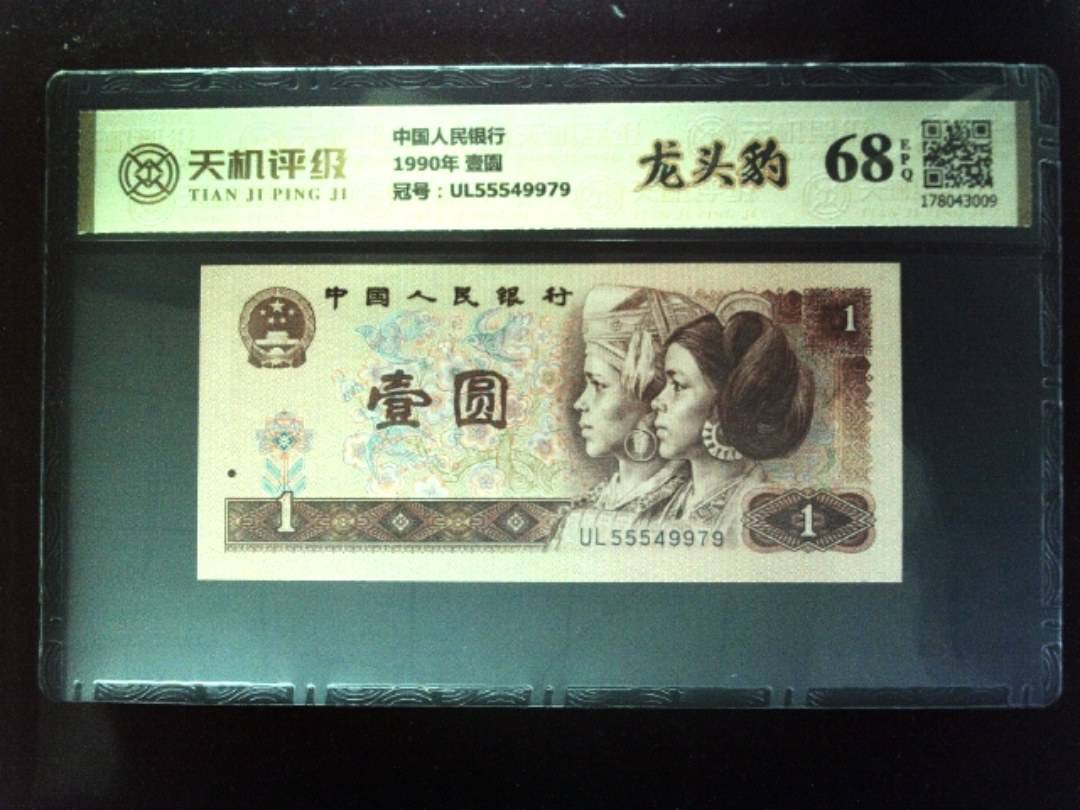 天机评级
TIAN JI PING JI
中国人民银行
1990年 壹圆
冠号：UL55549979
龙头豹
68
EPQ
178043009
中国人民银行
1
壹圆
1
UL55549979
1